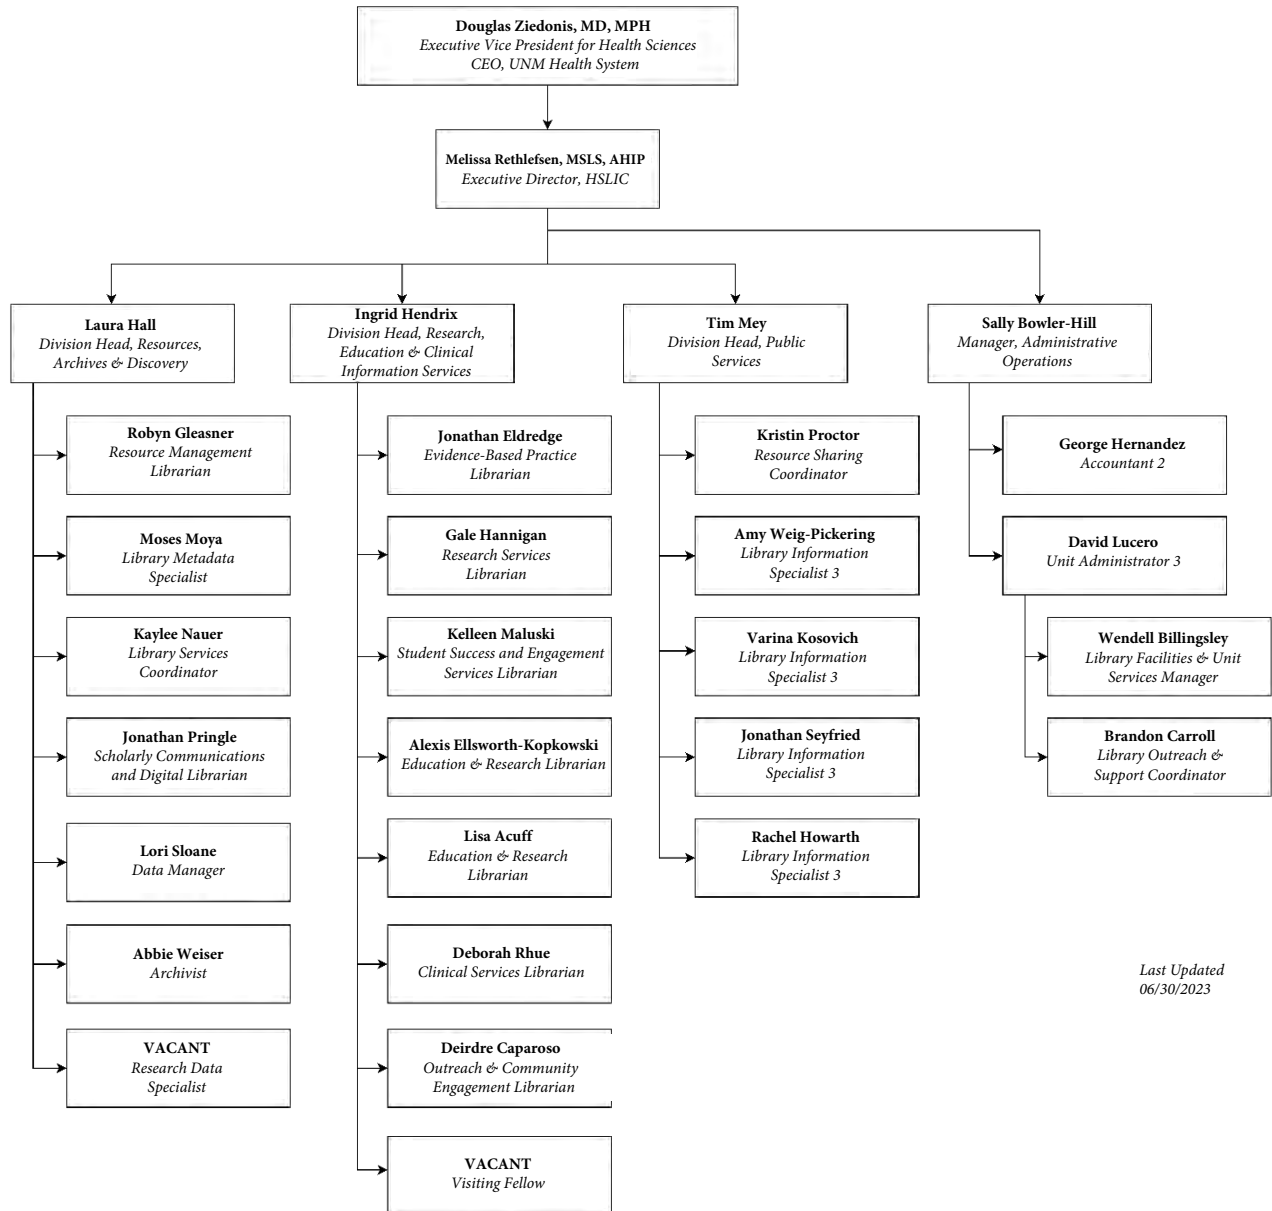 Douglas Ziedonis, MD, MPH
Executive Vice President for Health Sciences
CEO, UNM Health System
Melissa Rethlefsen, MSLS, AHIP
Executive Director, HSLIC
Laura Hall
Division Head, Resources,
Archives & Discovery
Ingrid Hendrix
Division Head, Research,
Education & Clinical
Information Services
Tim Mey
Division Head, Public
Services
Sally Bowler-Hill
Manager, Administrative
Operations
Robyn Gleasner
Resource Management
Librarian
Moses Moya
Library Metadata
Specialist
Kaylee Nauer
Library Services
Coordinator
Jonathan Pringle
Scholarly Communications
and Digital Librarian
Lori Sloane
Data Manager
Abbie Weiser
Archivist
VACANT
Research Data
Specialist
Jonathan Eldredge
Evidence-Based Practice
Librarian
Gale Hannigan
Research Services
Librarian
Kelleen Maluski
Student Success and Engagement
Services Librarian
Alexis Ellsworth-Kopkowski
Education & Research Librarian
Lisa Acuff
Education & Research
Librarian
Deborah Rhue
Clinical Services Librarian
Deirdre Caparoso
Outreach & Community
Engagement Librarian
VACANT
Visiting Fellow
Kristin Proctor
Resource Sharing
Coordinator
Amy Weig-Pickering
Library Information
Specialist 3
Varina Kosovich
Library Information
Specialist 3
Jonathan Seyfried
Library Information
Specialist 3
Rachel Howarth
Library Information
Specialist 3
George Hernandez
Accountant 2
David Lucero
Unit Administrator 3
Wendell Billingsley
Library Facilities & Unit
Services Manager
Brandon Carroll
Library Outreach &
Support Coordinator
Last Updated
06/30/2023